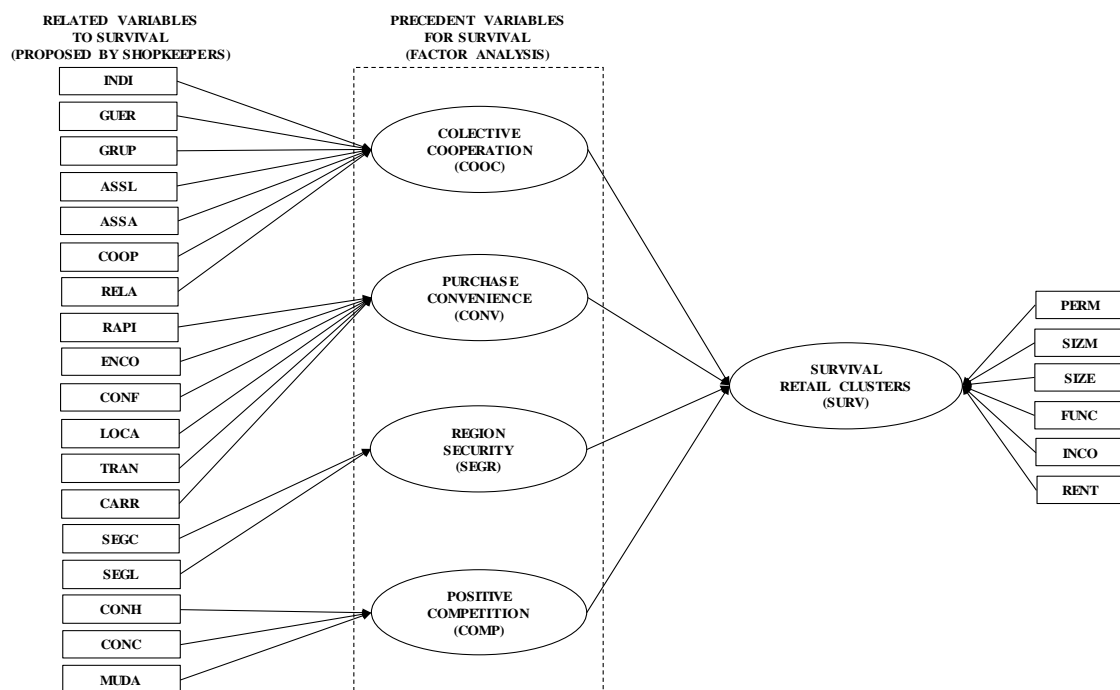 RELATED VARIABLES
TO SURVIVAL
(PROPOSED BY SHOPKEEPERS)
INDI
GUER
GRUP
ASSL
ASSA
COOP
RELA
RAPI
ENCO
CONF
LOCA
TRAN
CARR
SEGC
SEGL
CONH
CONC
MUDA
PRECEDENT VARIABLES
FOR SURVIVAL
(FACTOR ANALYSIS)
COLECTIVE
COOPERATION
(COOC)
PURCHASE
CONVENIENCE
(CONV)
REGION
SECURITY
(SEGR)
POSITIVE
COMPETITION
(COMP)
SURVIVAL
RETAIL CLUSTERS
(SURV)
PERM
SIZM
SIZE
FUNC
INCO
RENT